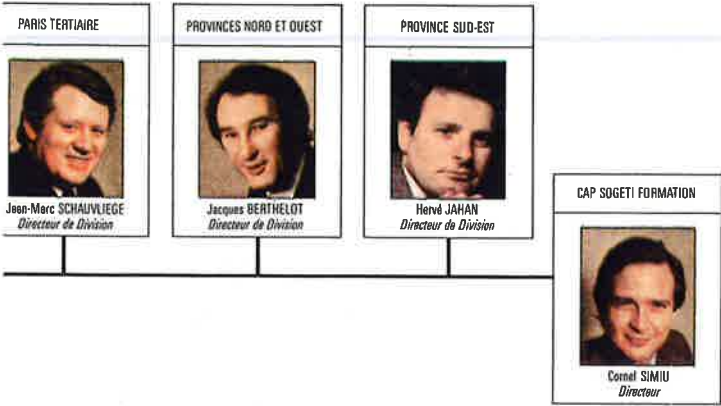 PARIS TERTIAIRE
Jean-Marc SCHAUVLIEGE
Directeur de Division
PROVINCES NORD ET OUEST
Jacques BERTHELOT
Directeur de Division
PROVINCE SUD-EST
Hervé JAHAN
Directeur de Division
CAP SOGETI FORMATION
Cornel SIMIU
Directeur